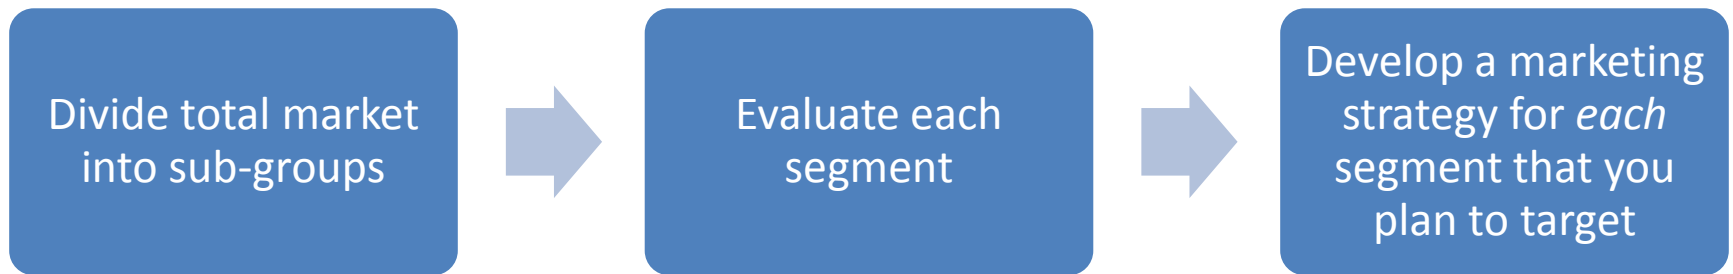 Divide total market
into sub-groups
Evaluate each
segment
Develop a marketing
strategy for each
segment that you
plan to target